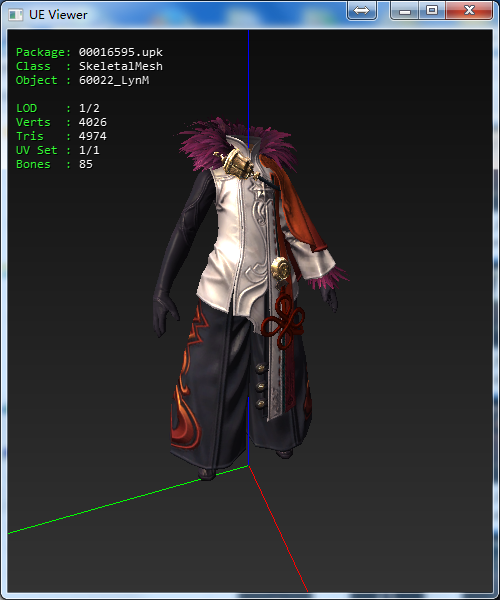 UE Viewer
Package: 00016595.upk
Class : SkeletalMesh
Object : 60022_LynM
LOD : 1/2
Verts : 4026
Tris : 4974
UV Set : 1/1
Bones : 85